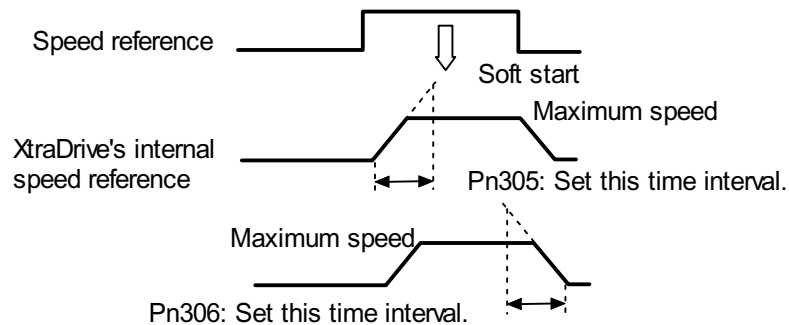 Speed reference
Soft start
Maximum speed
XtraDrive's internal
speed reference
Pn305: Set this time interval.
Maximum speed
Pn306: Set this time interval.